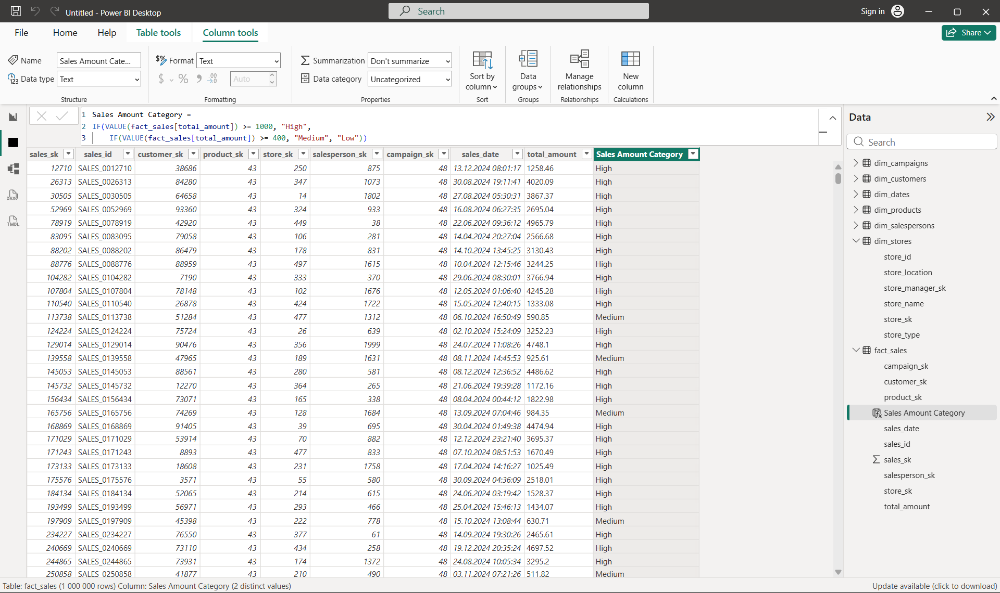 Untitled - Power BI Desktop
Search
Sign in
File Home Help Table tools Column tools
Share
Name Sales Amount Cate...
Data type Text
Structure
$% Format Text
$ % 9 .00 Auto
Formatting
Summarization Don't summarize
Data category Uncategorized
Properties
Sort by
column
Sort
Data
groups
Groups
Manage
relationships
Relationships
New
column
Calculations
1 Sales Amount Category =
2 IF(VALUE(fact_sales[total_amount]) >= 1000, "High",
3 IF(VALUE(fact_sales[total_amount]) >= 400, "Medium", "Low"))
DAX
TMDL
sales_sk sales_id customer_sk product_sk store_sk salesperson_sk campaign_sk sales_date total_amount Sales Amount Category
12710 SALES_0012710 38686 43 250 875 48 13.12.2024 08:01:17 1258.46 High
26313 SALES_0026313 84280 43 347 1073 48 30.08.2024 19:11:41 4020.09 High
30505 SALES_0030505 64658 43 14 1802 48 27.08.2024 05:30:31 3867.37 High
52969 SALES_0052969 93360 43 324 933 48 16.08.2024 06:27:35 2695.04 High
78919 SALES_0078919 42920 43 449 38 48 22.06.2024 09:36:12 4965.79 High
83095 SALES_0083095 79058 43 106 281 48 14.04.2024 20:27:04 2566.68 High
88202 SALES_0088202 86479 43 178 831 48 14.10.2024 13:45:25 3130.43 High
88776 SALES_0088776 88959 43 497 1615 48 10.04.2024 12:15:46 3244.25 High
104282 SALES_0104282 7190 43 333 370 48 29.06.2024 08:30:01 3766.94 High
107804 SALES_0107804 78148 43 102 1676 48 12.05.2024 01:06:40 4245.28 High
110540 SALES_0110540 26878 43 424 1722 48 15.05.2024 12:40:15 1333.08 High
113738 SALES_0113738 51284 43 477 1312 48 06.10.2024 16:50:49 590.85 Medium
124224 SALES_0124224 75724 43 26 639 48 02.10.2024 15:24:09 3252.23 High
129014 SALES_0129014 90476 43 356 1999 48 24.07.2024 11:08:26 4748.1 High
139558 SALES_0139558 47965 43 189 1631 48 08.11.2024 14:45:53 925.61 Medium
145053 SALES_0145053 88561 43 280 581 48 08.12.2024 12:36:52 4486.62 High
145732 SALES_0145732 12270 43 364 265 48 21.06.2024 19:39:28 1172.16 High
156434 SALES_0156434 73071 43 165 338 48 08.04.2024 00:44:12 1822.98 High
165756 SALES_0165756 74269 43 128 1684 48 13.09.2024 07:04:46 984.35 Medium
168869 SALES_0168869 91405 43 39 695 48 30.04.2024 01:49:38 4474.94 High
171029 SALES_0171029 53914 43 70 882 48 12.12.2024 23:21:40 3695.37 High
171243 SALES_0171243 8893 43 477 833 48 07.10.2024 08:51:53 1670.49 High
173133 SALES_0173133 18608 43 231 1758 48 17.04.2024 14:16:27 1025.49 High
175576 SALES_0175576 3571 43 55 580 48 30.09.2024 04:36:09 2518.01 High
184134 SALES_0184134 52065 43 214 615 48 24.06.2024 03:19:42 1528.37 High
193499 SALES_0193499 56971 43 293 466 48 25.04.2024 15:46:13 1434.07 High
197909 SALES_0197909 45398 43 222 778 48 15.10.2024 13:08:44 630.71 Medium
234227 SALES_0234227 76550 43 377 61 48 14.09.2024 19:30:26 2465.61 High
240669 SALES_0240669 73110 43 434 258 48 19.12.2024 20:35:24 4697.52 High
244865 SALES_0244865 73931 43 174 1372 48 24.08.2024 10:05:34 3295.2 High
250858 SALES_0250858 41877 43 210 490 48 03.11.2024 07:21:26 511.82 Medium
Data
Search
dim_campaigns
dim_customers
dim_dates
dim_products
dim_salespersons
dim_stores
store_id
store_location
store_manager_sk
store_name
store_sk
store_type
fact_sales
campaign_sk
customer_sk
product_sk
Sales Amount Category
sales_date
sales_id
sales_sk
salesperson_sk
store_sk
total_amount
Table: fact_sales (1 000 000 rows) Column: Sales Amount Category (2 distinct values)
Update available (click to download)